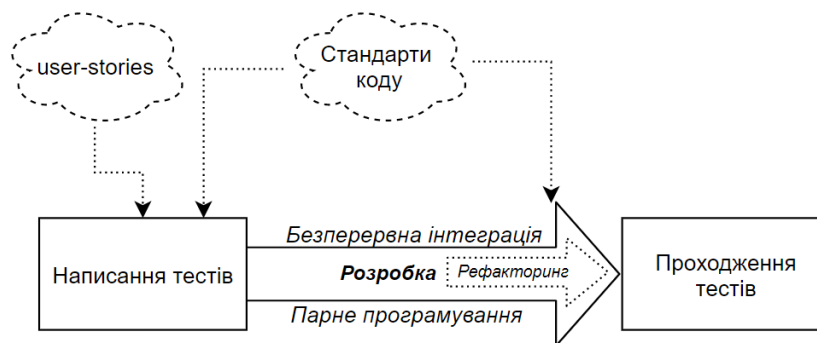 user-stories
Стандарти
коду
Написання тестів
Безперервна інтеграція
Розробка Рефакторинг
Парне програмування
Проходження
тестів